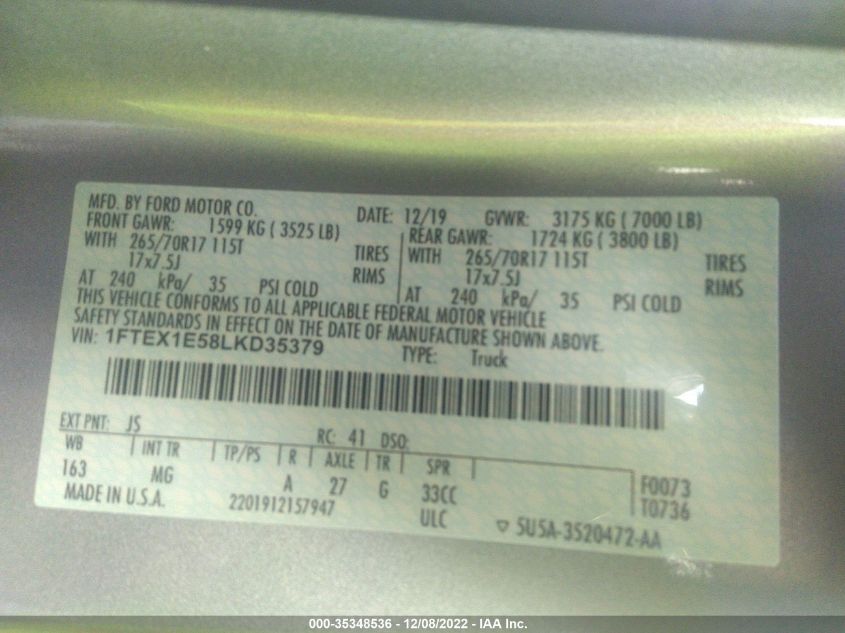 MFD. BY FORD MOTOR CO. DATE: 12/19 GVWR: 3175 KG ( 7000 LB)
FRONT GAWR: 1599 KG ( 3525 LB) REAR GAWR: 1724 KG ( 3800 LB)
WITH 265/70R17 115T TIRES WITH 265/70R17 115T TIRES
17x7.5J RIMS 17x7.5J RIMS
AT 240 kPa/ 35 PSI COLD AT 240 kPa/ 35 PSI COLD
THIS VEHICLE CONFORMS TO ALL APPLICABLE FEDERAL MOTOR VEHICLE
SAFETY STANDARDS IN EFFECT ON THE DATE OF MANUFACTURE SHOWN ABOVE.
VIN: 1FTEX1E58LKD35379 TYPE: Truck
EXT PNT: JS RC: 41 DSO:
WB INT TR TP/PS R AXLE TR SPR
163 MG A 27 G 33CC F0073
MADE IN U.S.A. 2201912157947 ULC T0736
5U5A-3520472-AA
000-35348536 - 12/08/2022 - IAA Inc.